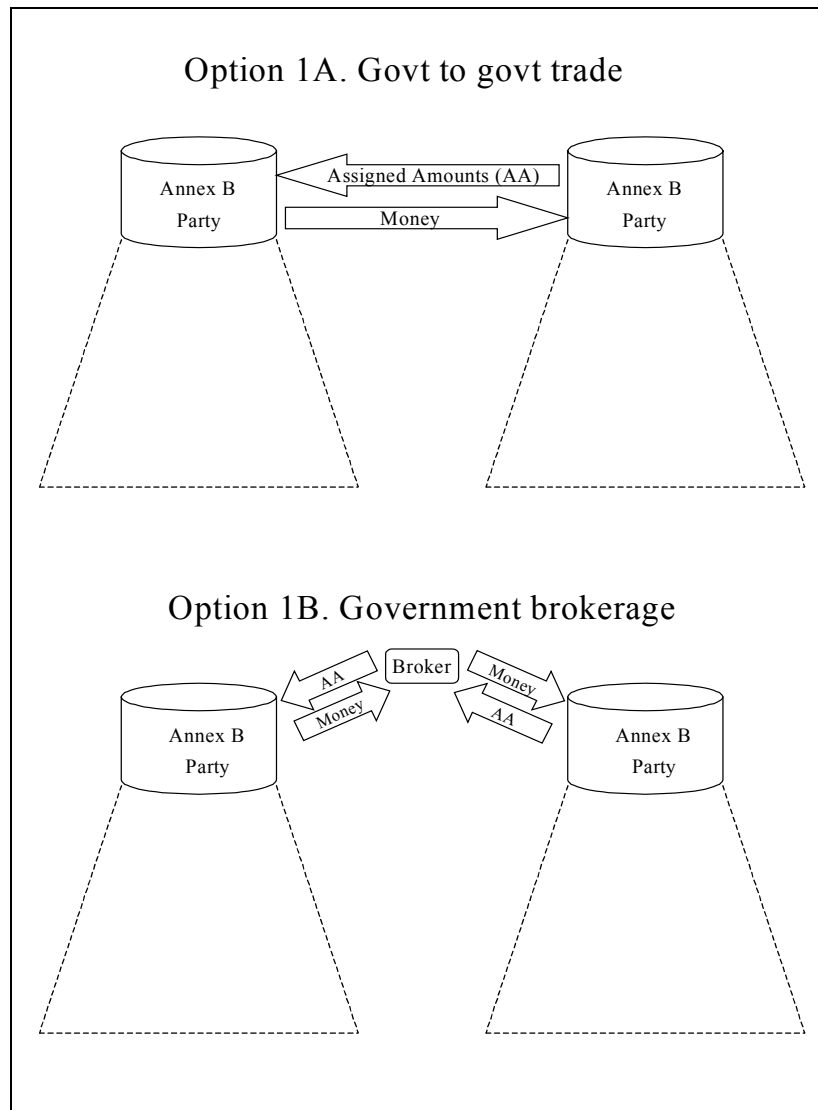 Option 1A. Govt to govt trade
Assigned Amounts (AA)
Annex B
Party
Money
Annex B
Party
Option 1B. Government brokerage
Broker
AA
Money
Money
AA
Annex B
Party
Annex B
Party